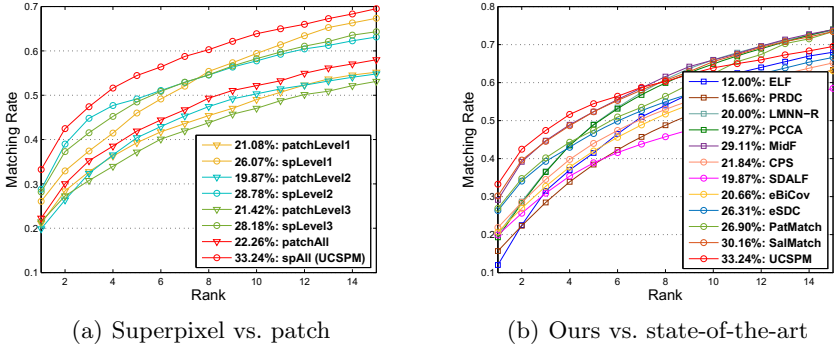 0.7
0.6
0.5
0.4
0.3
0.2
0.1
Matching Rate
2 4 6 8 10 12 14
Rank
21.08%: patchLevel1
26.07%: spLevel1
19.87%: patchLevel2
28.78%: spLevel2
21.42%: patchLevel3
28.18%: spLevel3
22.26%: patchAll
33.24%: spAll (UCSPM)
(a) Superpixel vs. patch
0.8
0.7
0.6
0.5
0.4
0.3
0.2
0.1
Matching Rate
2 4 6 8 10 12 14
Rank
12.00%: ELF
15.66%: PRDC
20.00%: LMNN-R
19.27%: PCCA
29.11%: MidF
21.84%: CPS
19.87%: SDALF
20.66%: eBiCov
26.31%: eSDC
26.90%: PatMatch
30.16%: SalMatch
33.24%: UCSPM
(b) Ours vs. state-of-the-art